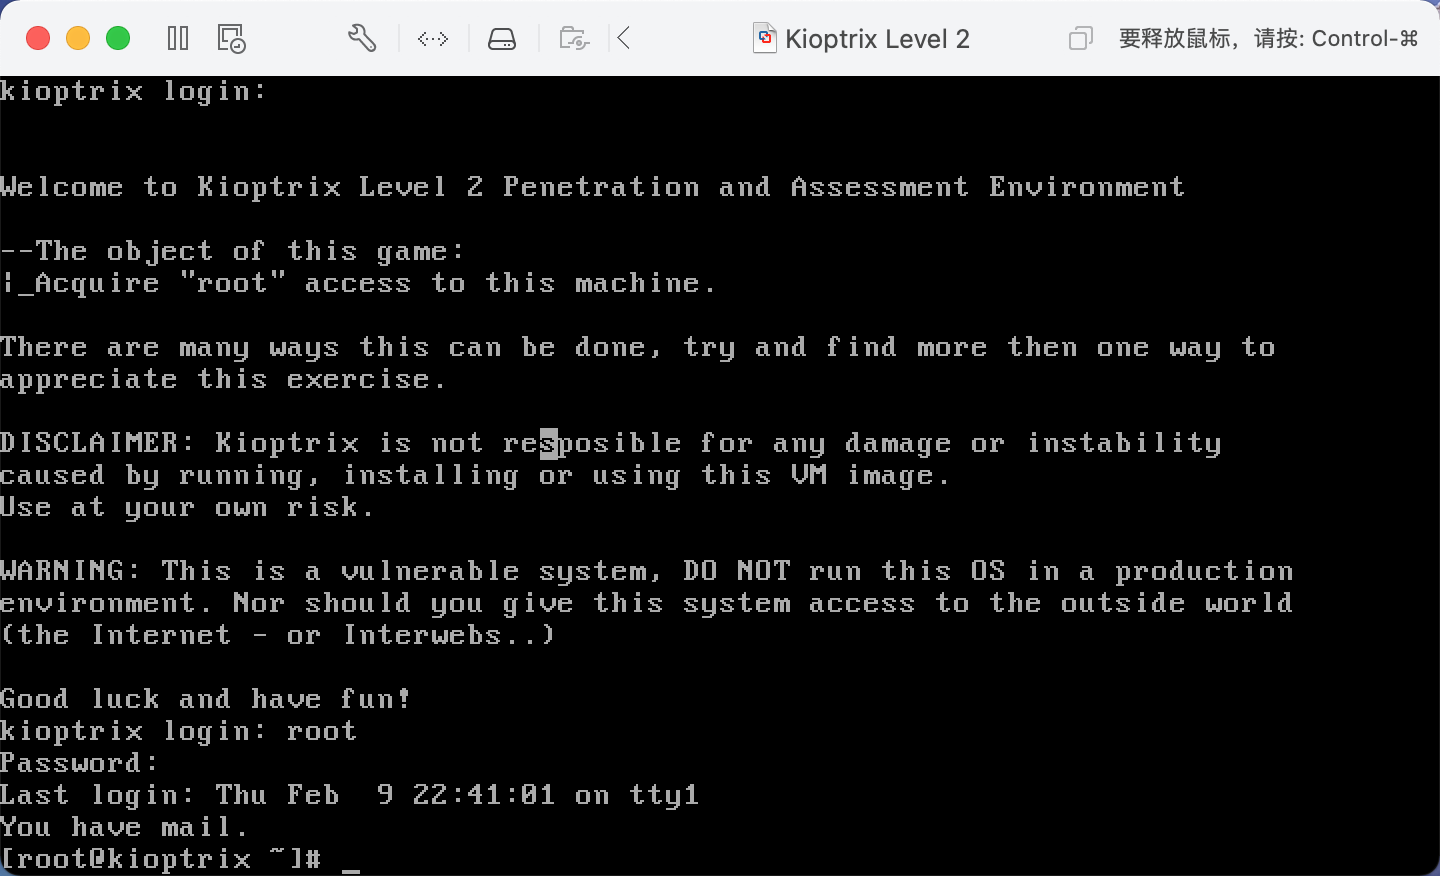 Kioptrix Level 2
要释放鼠标，请按: Control-⌘
kioptrix login:
Welcome to Kioptrix Level 2 Penetration and Assessment Environment
--The object of this game:
|_Acquire "root" access to this machine.
There are many ways this can be done, try and find more then one way to
appreciate this exercise.
DISCLAIMER: Kioptrix is not resposible for any damage or instability
caused by running, installing or using this VM image.
Use at your own risk.
WARNING: This is a vulnerable system, DO NOT run this OS in a production
environment. Nor should you give this system access to the outside world
(the Internet - or Interwebs..)
Good luck and have fun!
kioptrix login: root
Password:
Last login: Thu Feb  9 22:41:01 on tty1
You have mail.
[root@kioptrix ~]# _